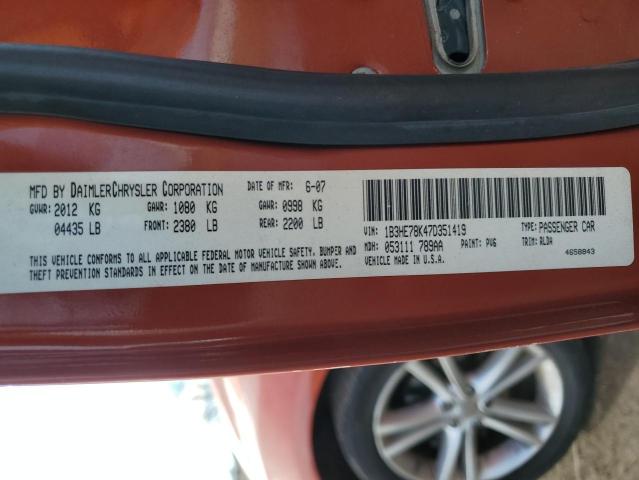 MFD BY DAIMLERCHRYSLER CORPORATION DATE OF MFR: 6-07
GVWR: 2012 KG GAWR: 1080 KG GAWR: 0998 KG
04435 LB FRONT: 2380 LB REAR: 2200 LB
THIS VEHICLE CONFORMS TO ALL APPLICABLE FEDERAL MOTOR VEHICLE SAFETY, BUMPER AND
THEFT PREVENTION STANDARDS IN EFFECT ON THE DATE OF MANUFACTURE SHOWN ABOVE.
VIN: 1B3HE78K47D351419 TYPE: PASSENGER CAR
MDH: 053111 789AA PAINT: PV6 TRIM: RLDA
VEHICLE MADE IN U.S.A. 4658843